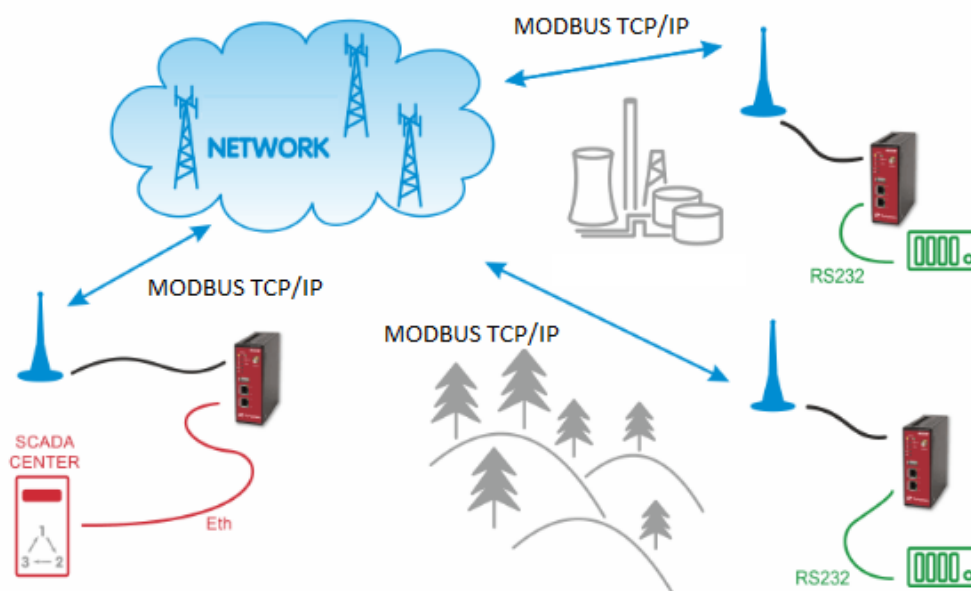 MODBUS TCP/IP
NETWORK
MODBUS TCP/IP
RS232
MODBUS TCP/IP
SCADA
CENTER
1
3 2
Eth
RS232